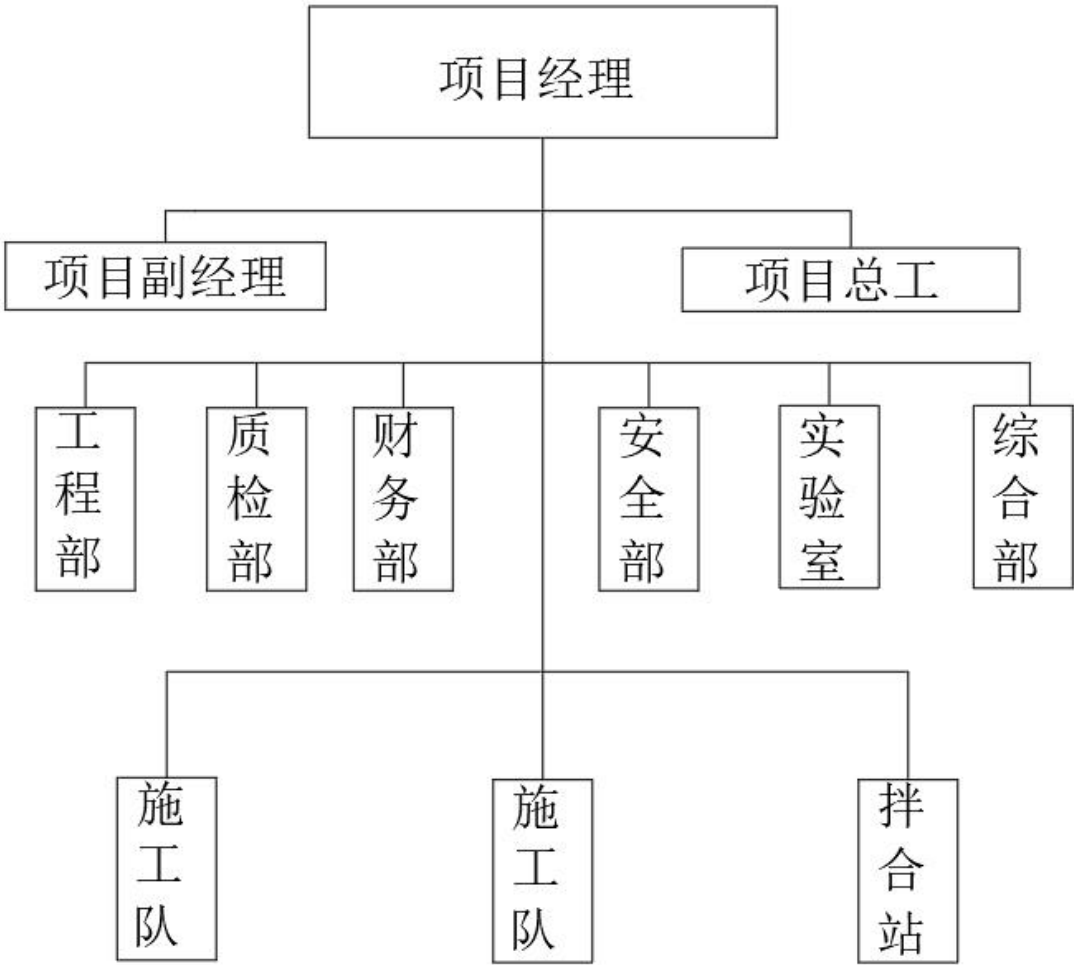 项目经理
项目副经理
项目总工
工程部
质检部
财务部
安全部
实验室
综合部
施工队
施工队
拌合站